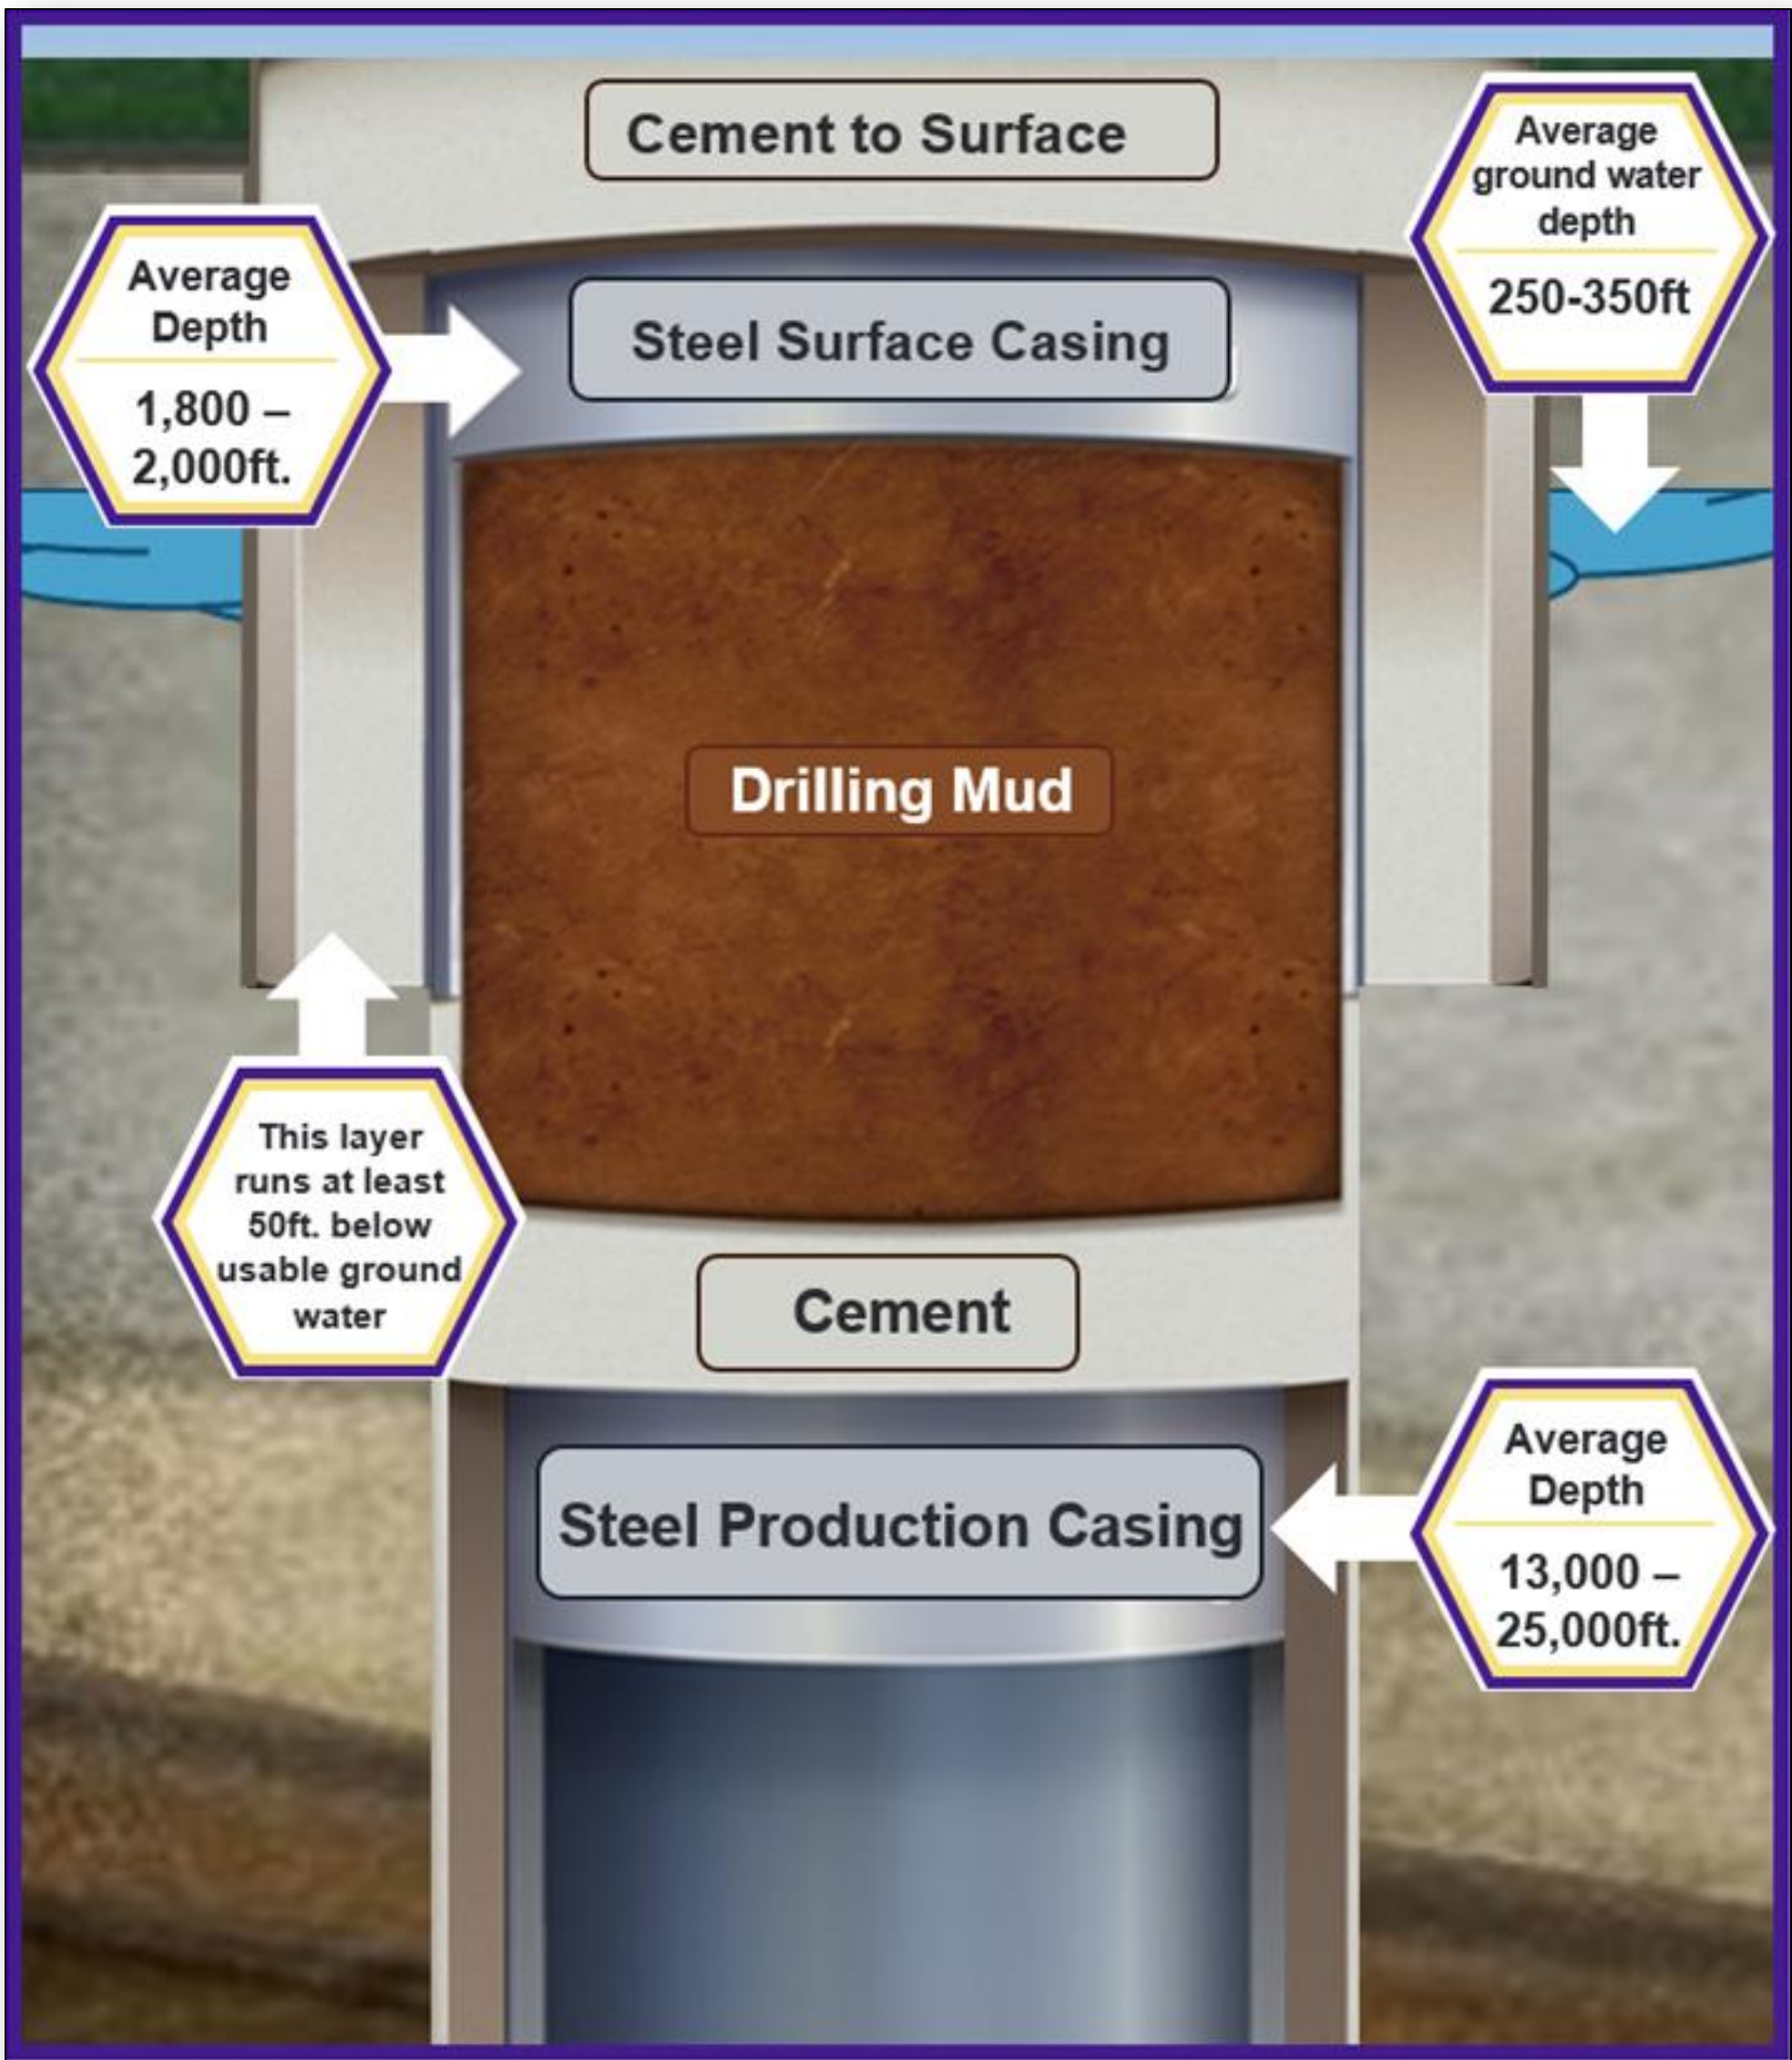 Cement to Surface
Average
ground water
depth
250-350ft
Average
Depth
1,800 –
2,000ft.
Steel Surface Casing
Drilling Mud
This layer
runs at least
50ft. below
usable ground
water
Cement
Steel Production Casing
Average
Depth
13,000 –
25,000ft.